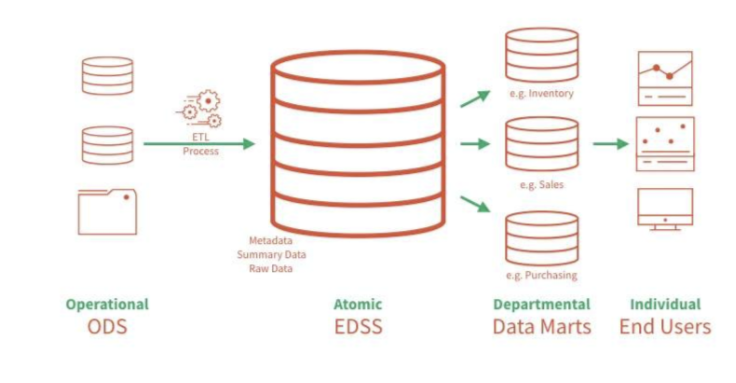 ETL
Process
e.g. Inventory
e.g. Sales
e.g. Purchasing
Metadata
Summary Data
Raw Data
Operational
ODS
Atomic
EDSS
Departmental
Data Marts
Individual
End Users